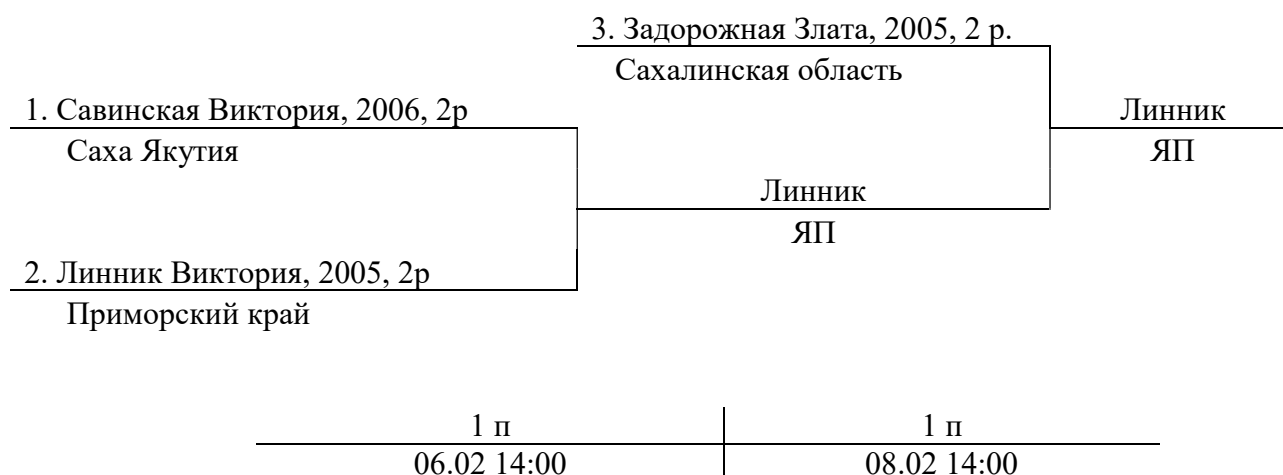 3. Задорожная Злата, 2005, 2 р.
Сахалинская область
1. Савинская Виктория, 2006, 2р
Саха Якутия
Линник
ЯП
Линник
ЯП
2. Линник Виктория, 2005, 2р
Приморский край
1 п
1 п
06.02 14:00
08.02 14:00